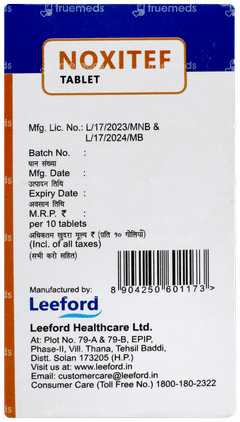 truemeds
NOXITEF
TABLET
Mfg. Lic. No.: L/17/2023/MNB &
L/17/2024/MB
Batch No. :
घान संख्या
Mfg. Date :
उत्पादन तिथि
Expiry Date :
अवसान तिथि
M.R.P. ₹ :
per 10 tablets
अधिकतम खुदरा मूल्य ₹ (प्रति १० गोलियाँ)
(Incl. of all taxes)
(सभी करों सहित)
8 904250 601173 >
Manufactured by:
Leeford
Leeford Healthcare Ltd.
At: Plot No. 79-A & 79-B, EPIP,
Phase-II, Vill. Thana, Tehsil Baddi,
Distt. Solan 173205 (H.P.)
Visit us at: www.leeford.in
Email: customercare@leeford.in
Consumer Care (Toll Free No.) 1800-180-2322